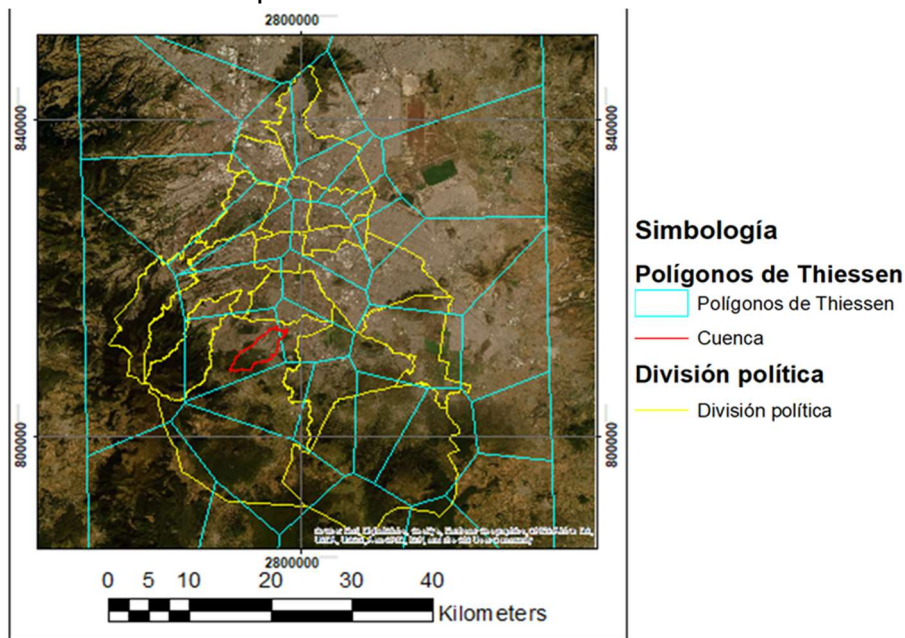 2800000
840000
840000
800000
800000
2800000
Simbología
Polígonos de Thiessen
Polígonos de Thiessen
Cuenca
División política
División política
0 5 10 20 30 40
Kilometers